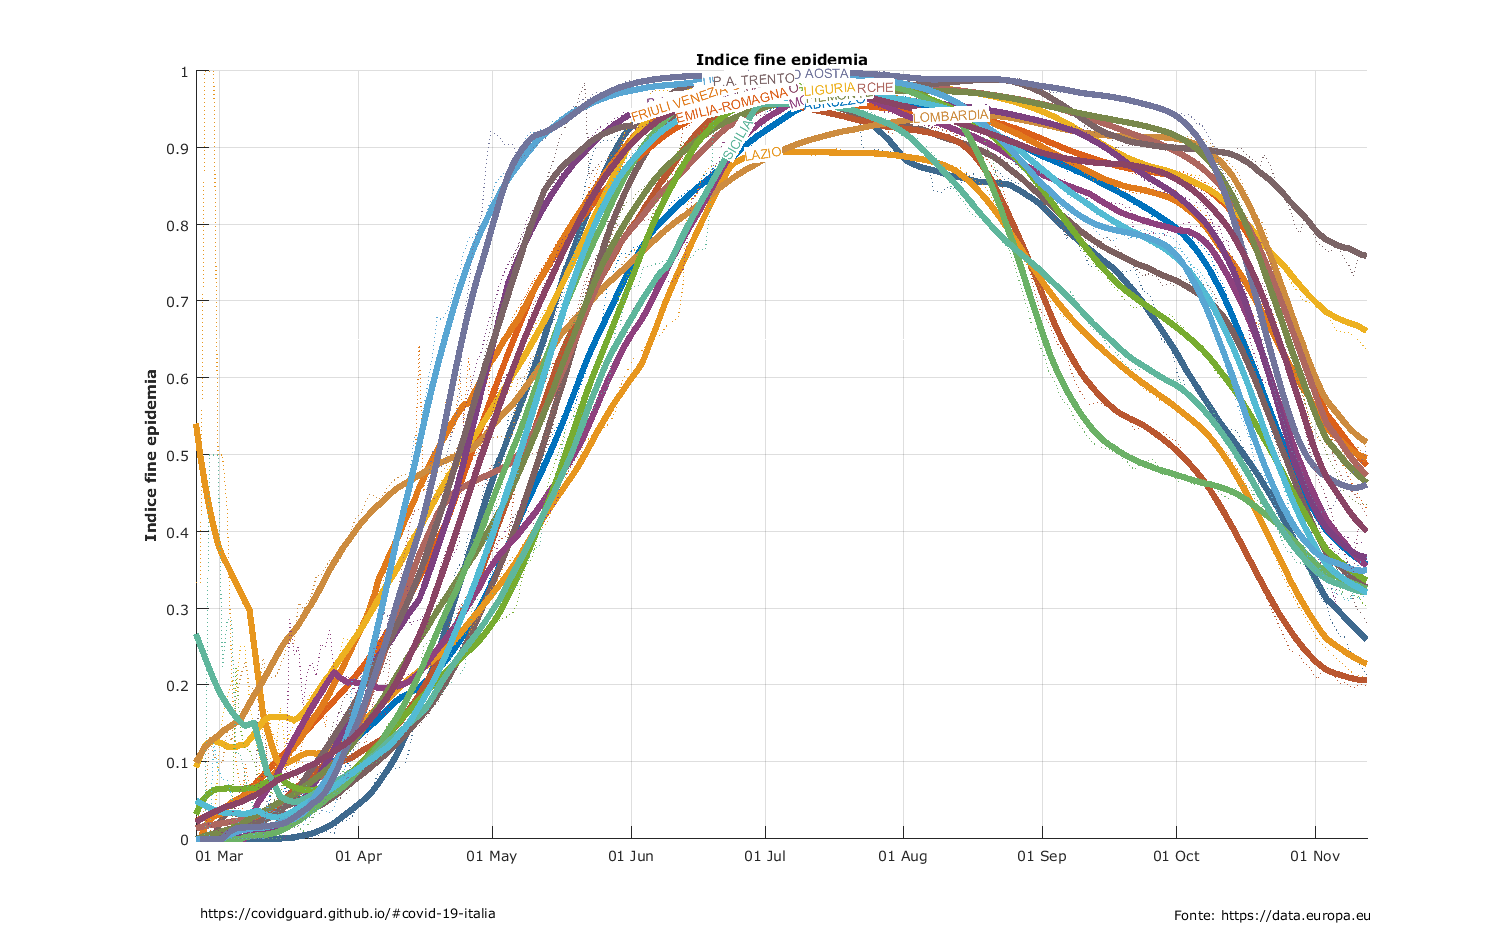 Indice fine epidemia
1
0.9
0.8
0.7
0.6
0.5
0.4
0.3
0.2
0.1
0
Indice fine epidemia
P.A. TRENTO
AOSTA
FRIULI VENEZIA
EMILIA-ROMAGNA
LIGURIA
RCHE
ABRUZZO
LOMBARDIA
SICILIA
LAZIO
01 Mar
01 Apr
01 May
01 Jun
01 Jul
01 Aug
01 Sep
01 Oct
01 Nov
https://covidguard.github.io/#covid-19-italia
Fonte: https://data.europa.eu